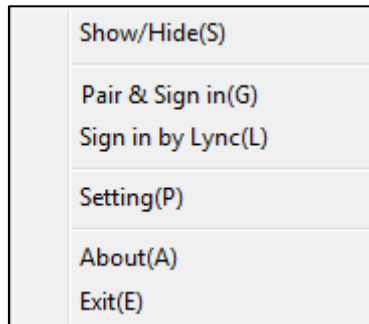 Show/Hide(S)
Pair & Sign in(G)
Sign in by Lync(L)
Setting(P)
About(A)
Exit(E)